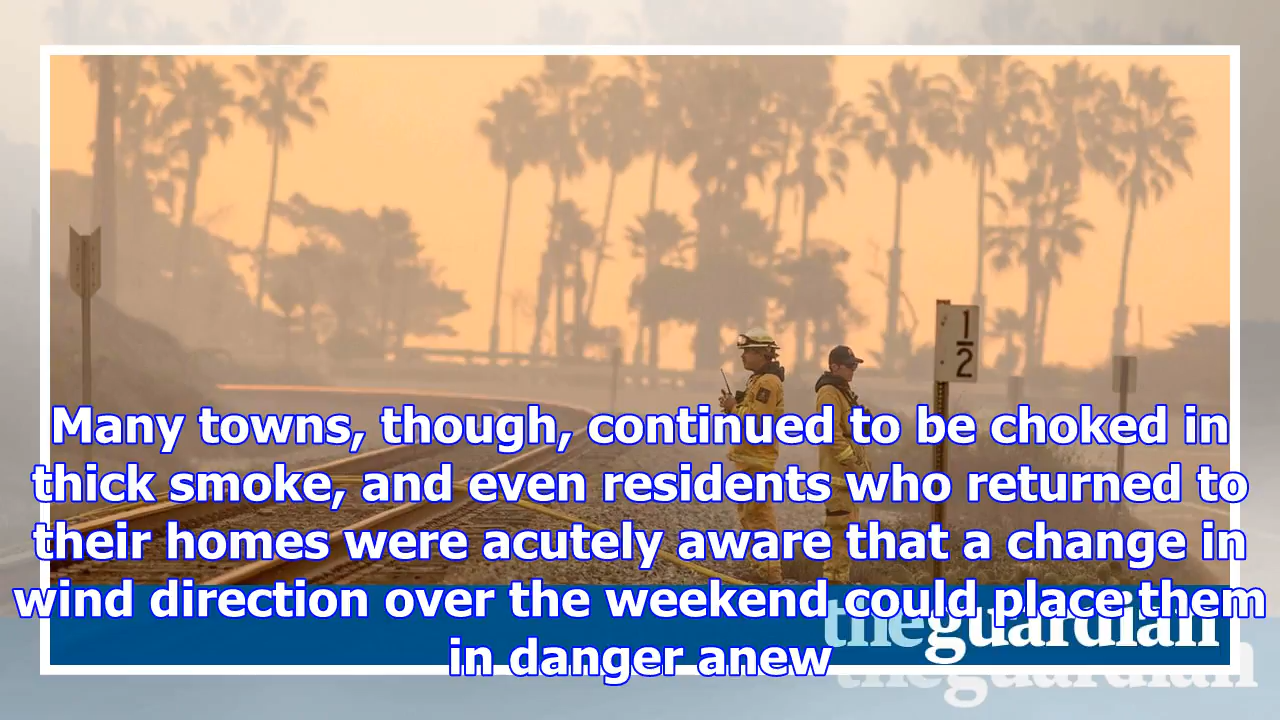 1
2
Many towns, though, continued to be choked in
thick smoke, and even residents who returned to
their homes were acutely aware that a change in
wind direction over the weekend could place them
in danger anew
theguardian
theguardian